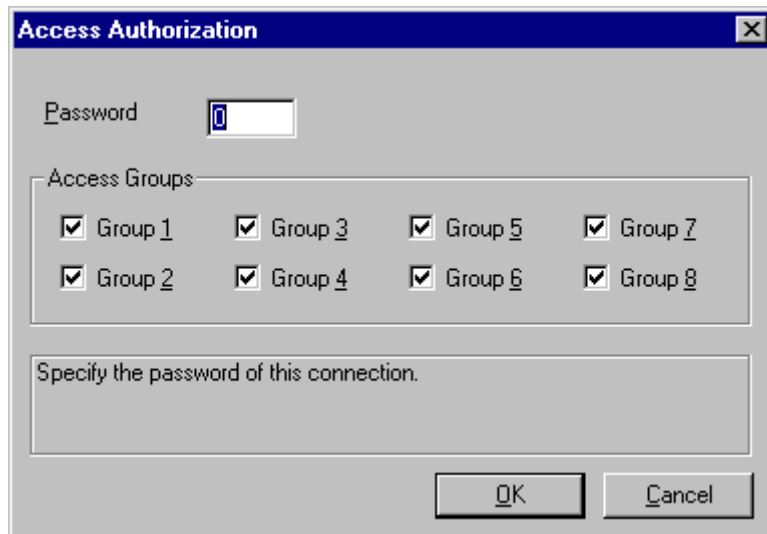 Access Authorization
Password 0
Access Groups
Group 1 Group 3 Group 5 Group 7
Group 2 Group 4 Group 6 Group 8
Specify the password of this connection.
OK Cancel